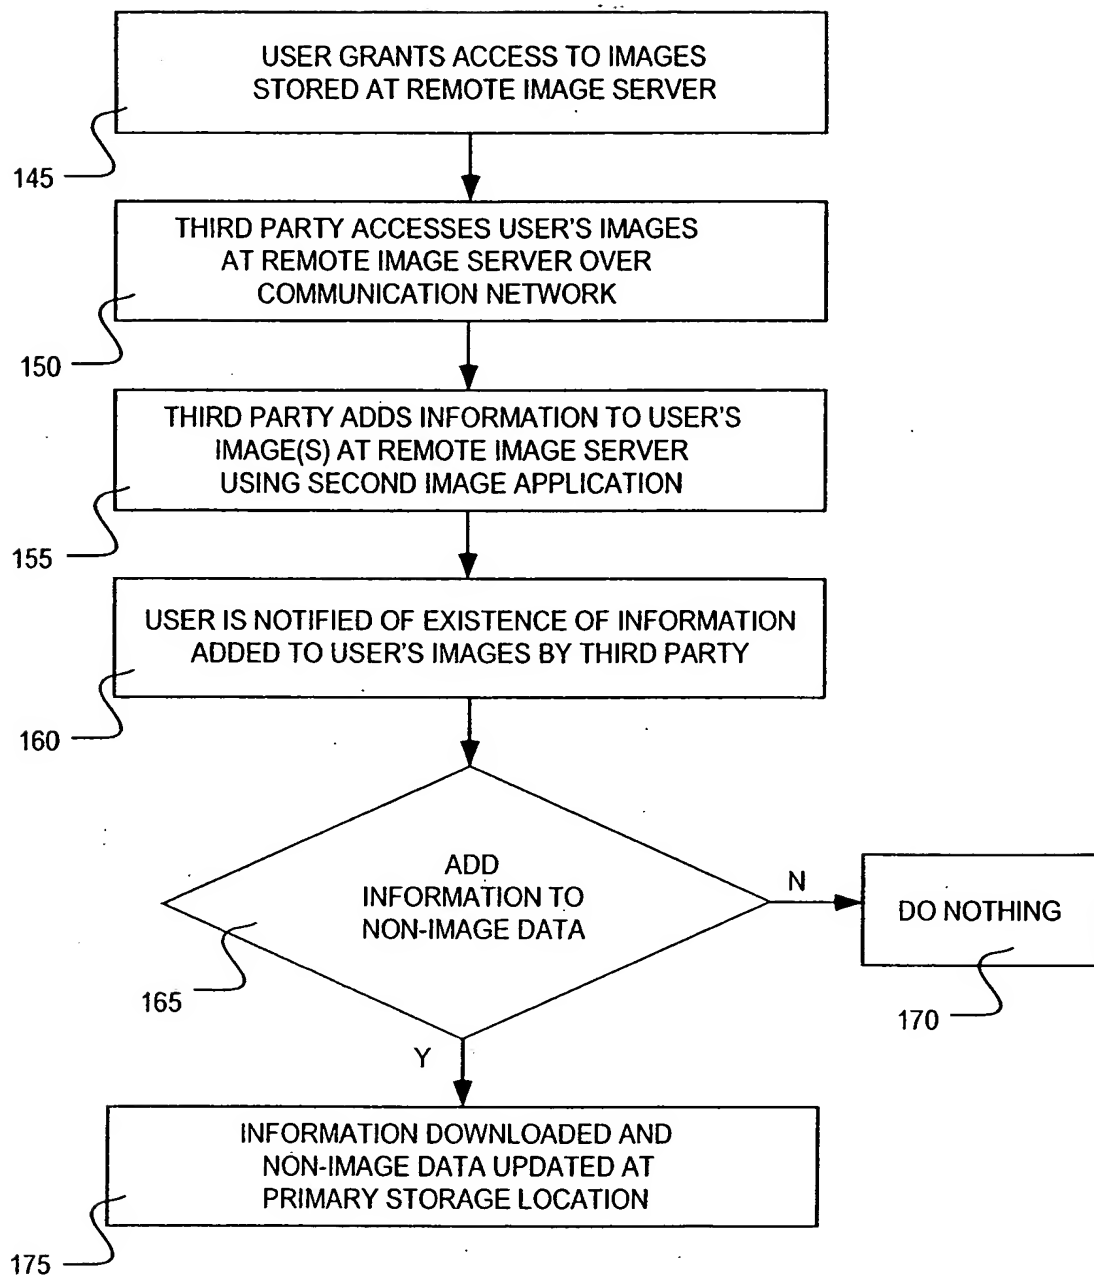 USER GRANTS ACCESS TO IMAGES
STORED AT REMOTE IMAGE SERVER
145
THIRD PARTY ACCESSES USER'S IMAGES
AT REMOTE IMAGE SERVER OVER
COMMUNICATION NETWORK
150
THIRD PARTY ADDS INFORMATION TO USER'S
IMAGE(S) AT REMOTE IMAGE SERVER
USING SECOND IMAGE APPLICATION
155
USER IS NOTIFIED OF EXISTENCE OF INFORMATION
ADDED TO USER'S IMAGES BY THIRD PARTY
160
ADD
INFORMATION TO
NON-IMAGE DATA
165
N
DO NOTHING
170
Y
INFORMATION DOWNLOADED AND
NON-IMAGE DATA UPDATED AT
PRIMARY STORAGE LOCATION
175